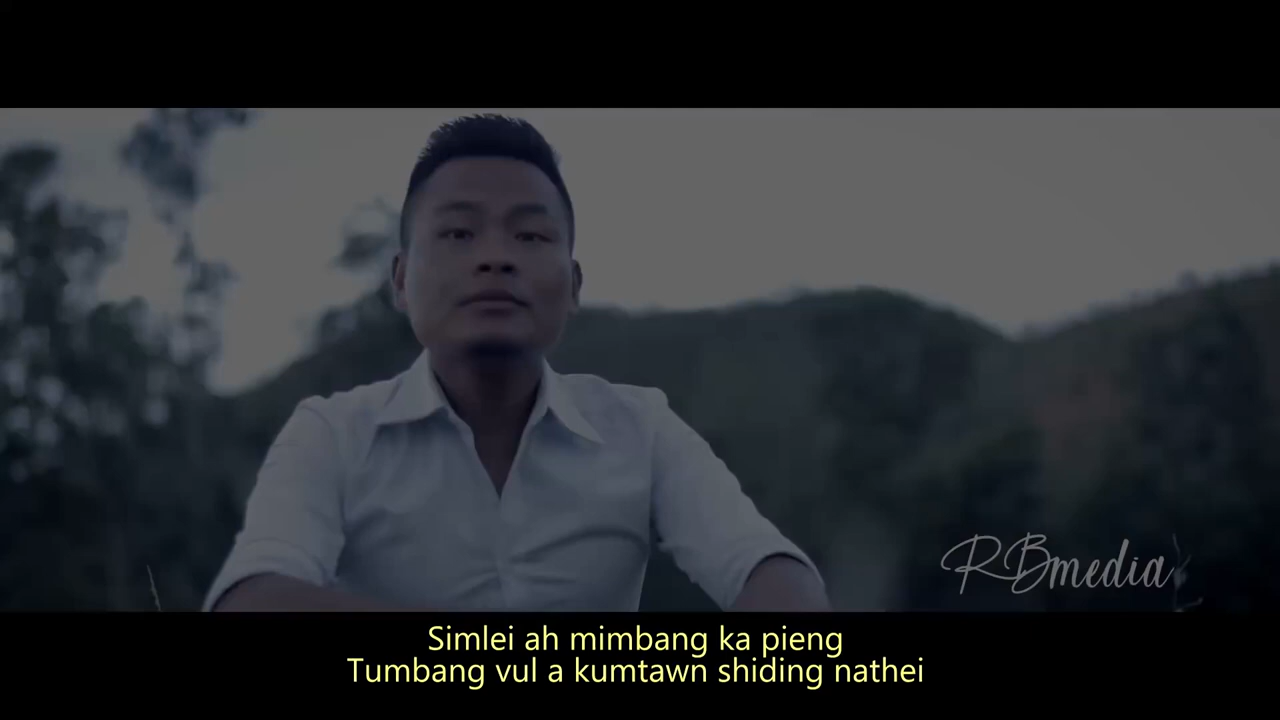 RBmedia
Simlei ah mimbang ka pieng
Tumbang vul a kumtawn shiding nathei